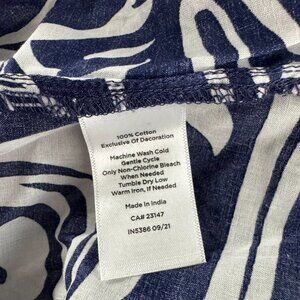 100% Cotton
Exclusive Of Decoration
Machine Wash Cold
Gentle Cycle
Only Non-Chlorine Bleach
When Needed
Tumble Dry Low
Warm Iron, If Needed
Made in India
CA# 23147
IN5386 09/21